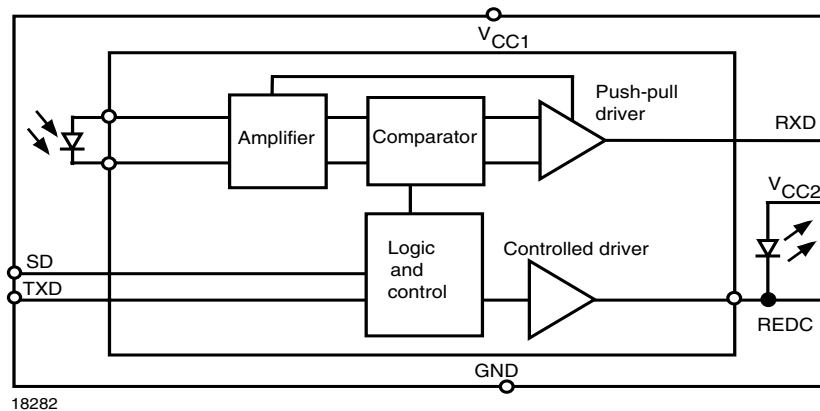 VCC1
Push-pull
driver
Amplifier
Comparator
RXD
VCC2
SD
TXD
Logic
and
control
Controlled driver
REDC
GND
18282